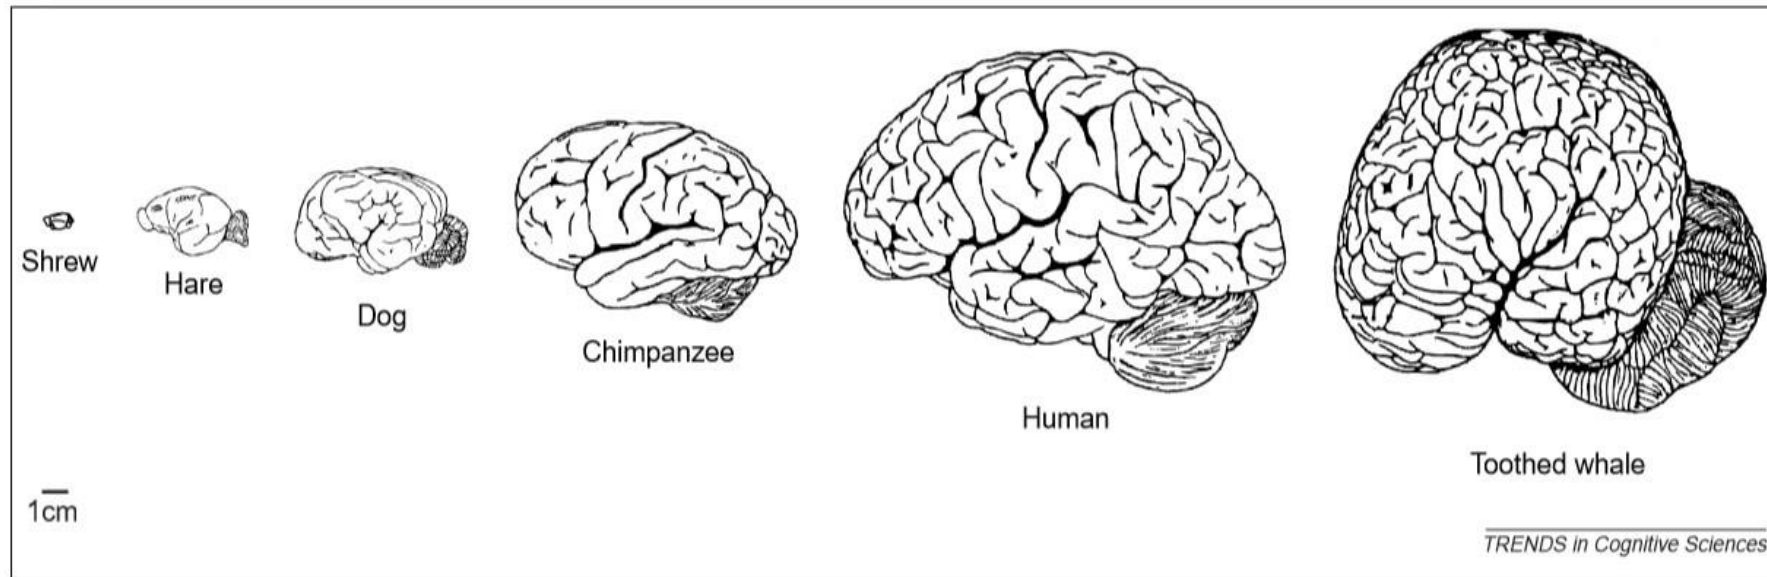 Shrew
Hare
Dog
Chimpanzee
Human
Toothed whale
1cm
TRENDS in Cognitive Sciences